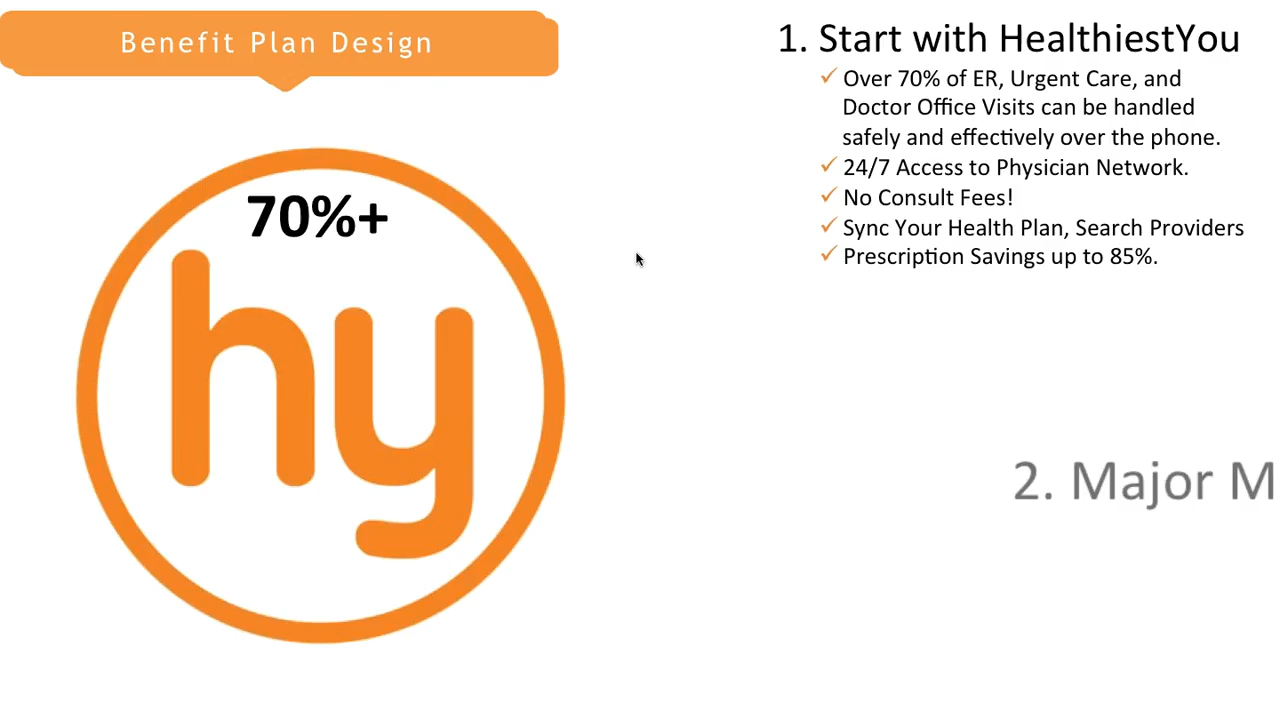 Benefit Plan Design
70%+
hy
1. Start with HealthiestYou
✓ Over 70% of ER, Urgent Care, and
Doctor Office Visits can be handled
safely and effectively over the phone.
✓ 24/7 Access to Physician Network.
✓ No Consult Fees!
✓ Sync Your Health Plan, Search Providers
✓ Prescription Savings up to 85%.
2. Major M